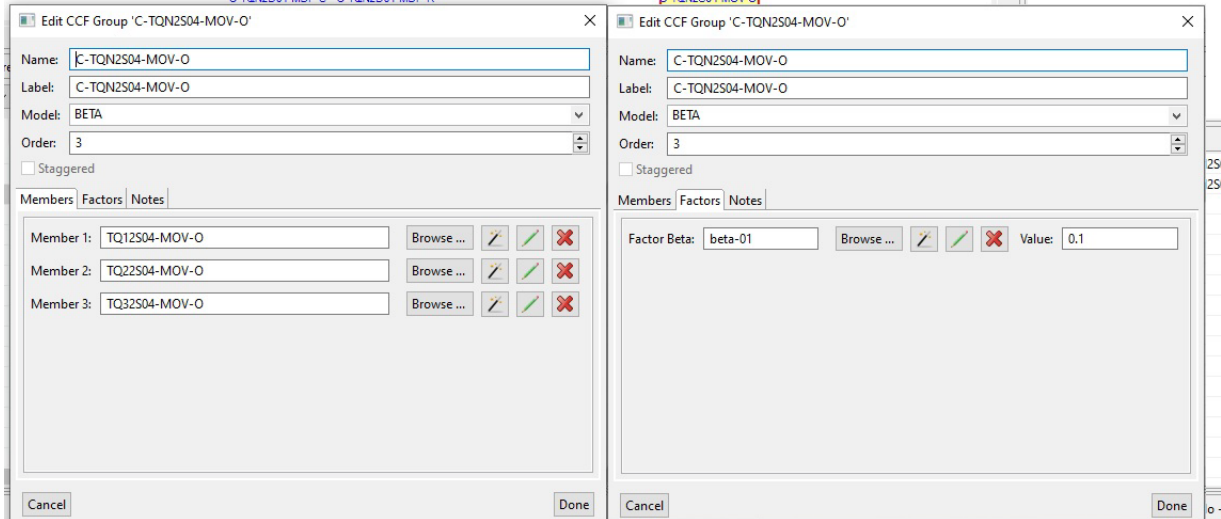 Edit CCF Group 'C-TQN2S04-MOV-O'
Name: C-TQN2S04-MOV-O
Label: C-TQN2S04-MOV-O
Model: BETA
Order: 3
Staggered
Members Factors Notes
Member 1: TQ12S04-MOV-O Browse ...
Member 2: TQ22S04-MOV-O Browse ...
Member 3: TQ32S04-MOV-O Browse ...
Cancel Done
Edit CCF Group 'C-TQN2S04-MOV-O'
Name: C-TQN2S04-MOV-O
Label: C-TQN2S04-MOV-O
Model: BETA
Order: 3
Staggered
Members Factors Notes
Factor Beta: beta-01 Browse ... Value: 0.1
Cancel Done